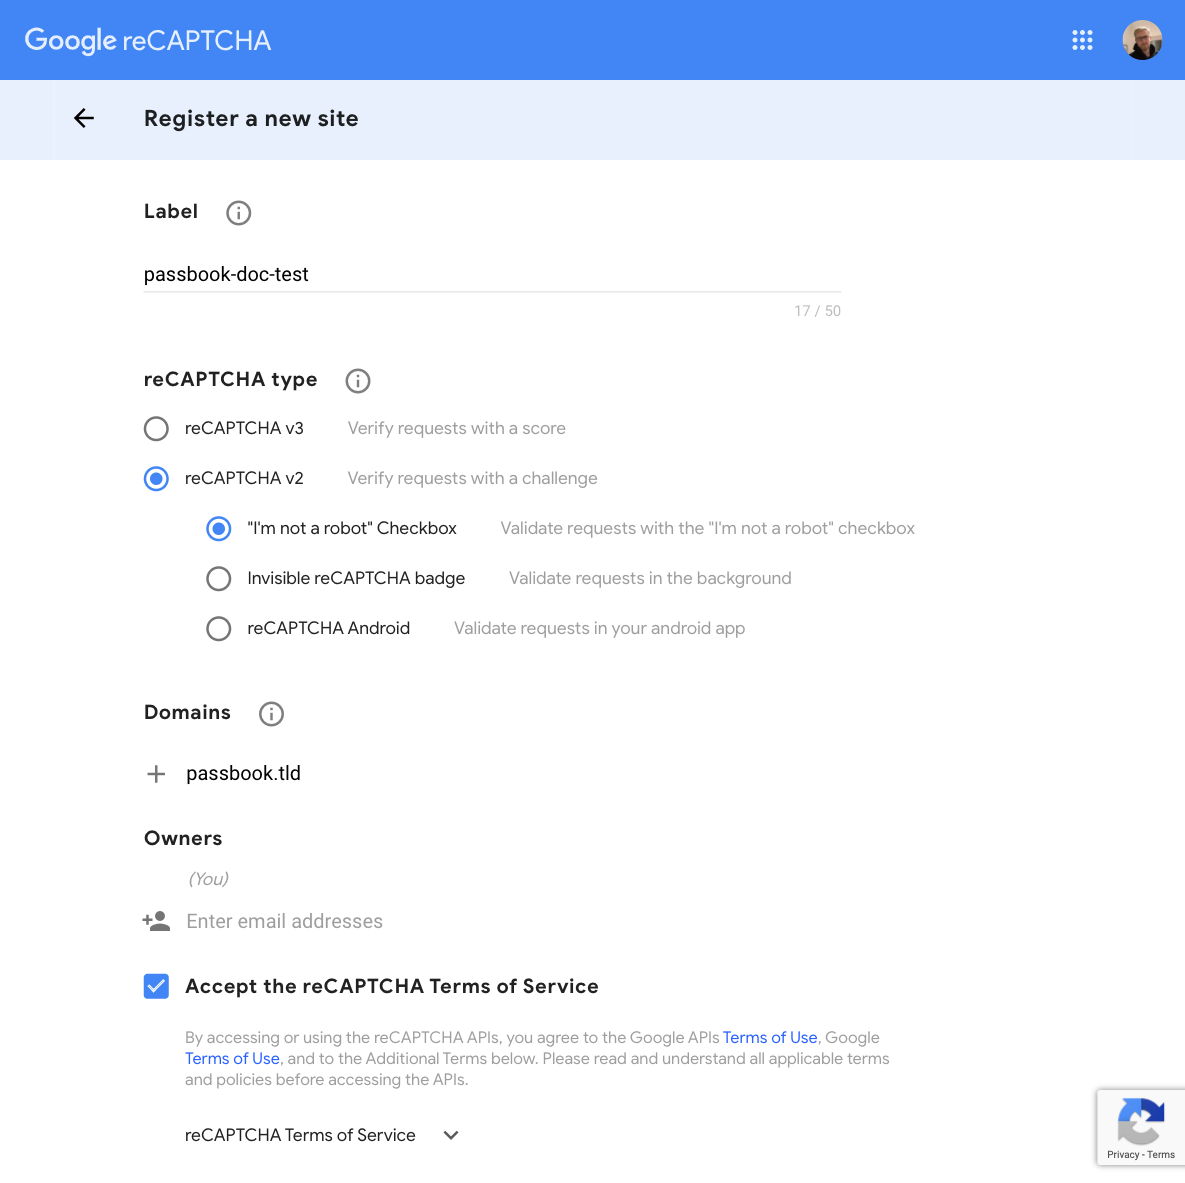 Google reCAPTCHA
Register a new site
Label
passbook-doc-test
17 / 50
reCAPTCHA type
reCAPTCHA v3 Verify requests with a score
reCAPTCHA v2 Verify requests with a challenge
"I'm not a robot" Checkbox Validate requests with the "I'm not a robot" checkbox
Invisible reCAPTCHA badge Validate requests in the background
reCAPTCHA Android Validate requests in your android app
Domains
passbook.tld
Owners
(You)
Enter email addresses
Accept the reCAPTCHA Terms of Service
By accessing or using the reCAPTCHA APIs, you agree to the Google APIs Terms of Use, Google
Terms of Use, and to the Additional Terms below. Please read and understand all applicable terms
and policies before accessing the APIs.
reCAPTCHA Terms of Service
Privacy - Terms